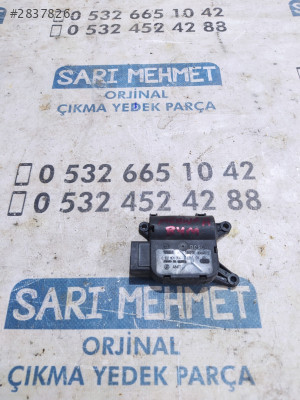 #2837826
0 532 665 10 42
0 532 452 42 88
SARI MEHMET
ORJİNAL
ÇIKMA YEDEK PARÇA
0 532 665 10 42
0 532 452 42 88
SARI MEHMET
ORJİNAL
ÇIKMA YEDEK PARÇA